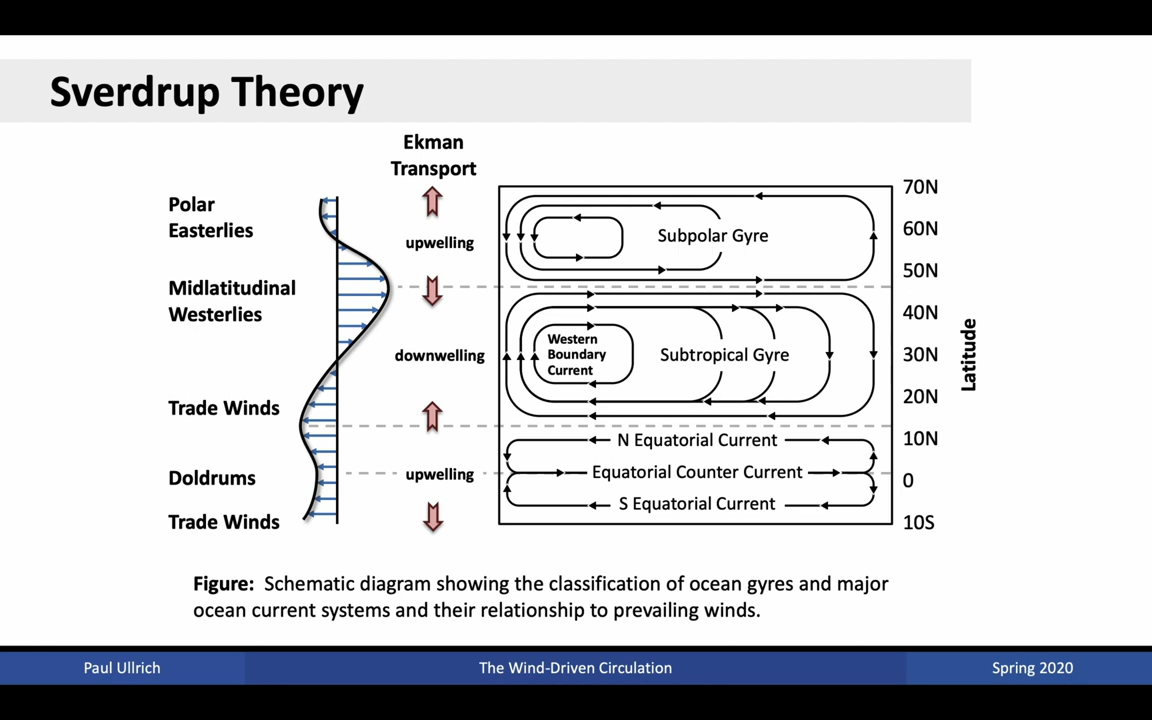 Sverdrup Theory
Ekman
Transport
Polar
Easterlies
Midlatitudinal
Westerlies
Trade Winds
Doldrums
Trade Winds
upwelling
downwelling
upwelling
Subpolar Gyre
Western
Boundary
Current
Subtropical Gyre
N Equatorial Current
Equatorial Counter Current
S Equatorial Current
70N
60N
50N
40N
30N
20N
10N
0
10S
Latitude
Figure: Schematic diagram showing the classification of ocean gyres and major
ocean current systems and their relationship to prevailing winds.
Paul Ullrich
The Wind-Driven Circulation
Spring 2020